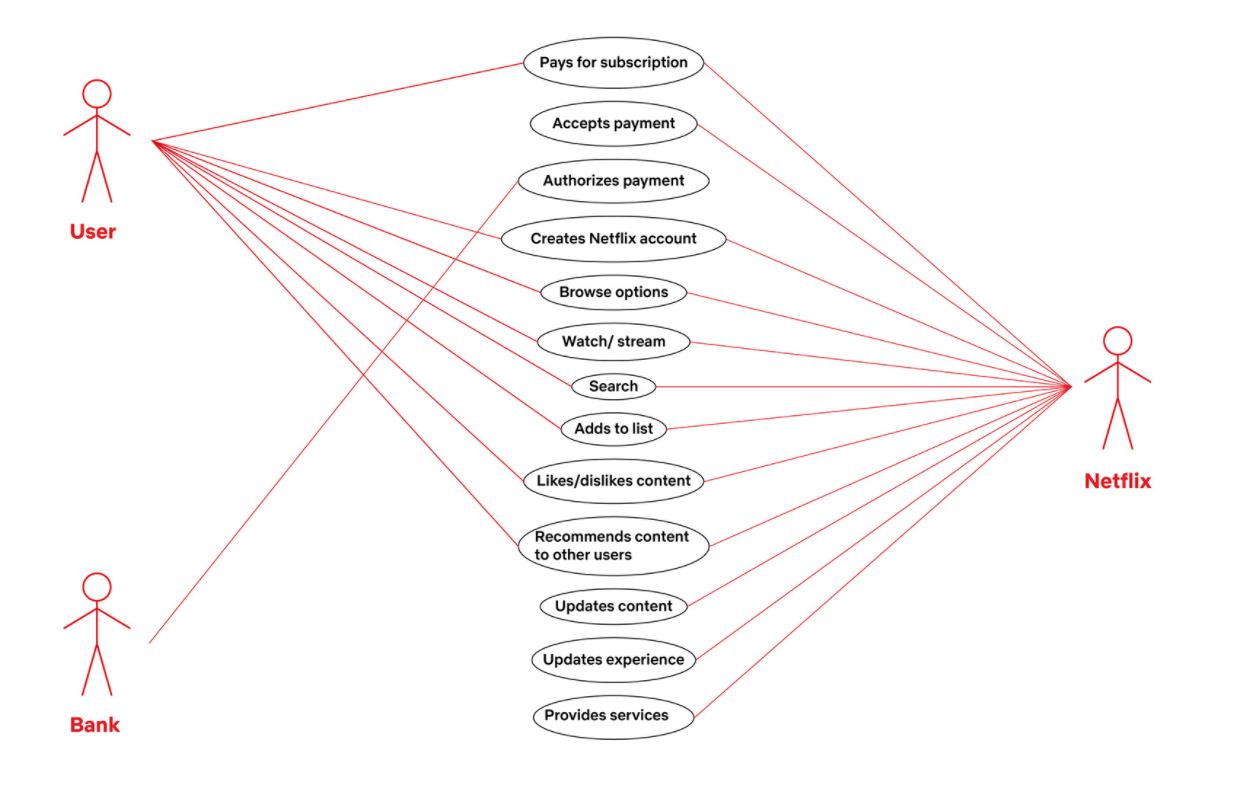 Pays for subscription
Accepts payment
Authorizes payment
User
Creates Netflix account
Browse options
Watch/ stream
Search
Adds to list
Likes/dislikes content
Netflix
Recommends content
to other users
Updates content
Updates experience
Provides services
Bank